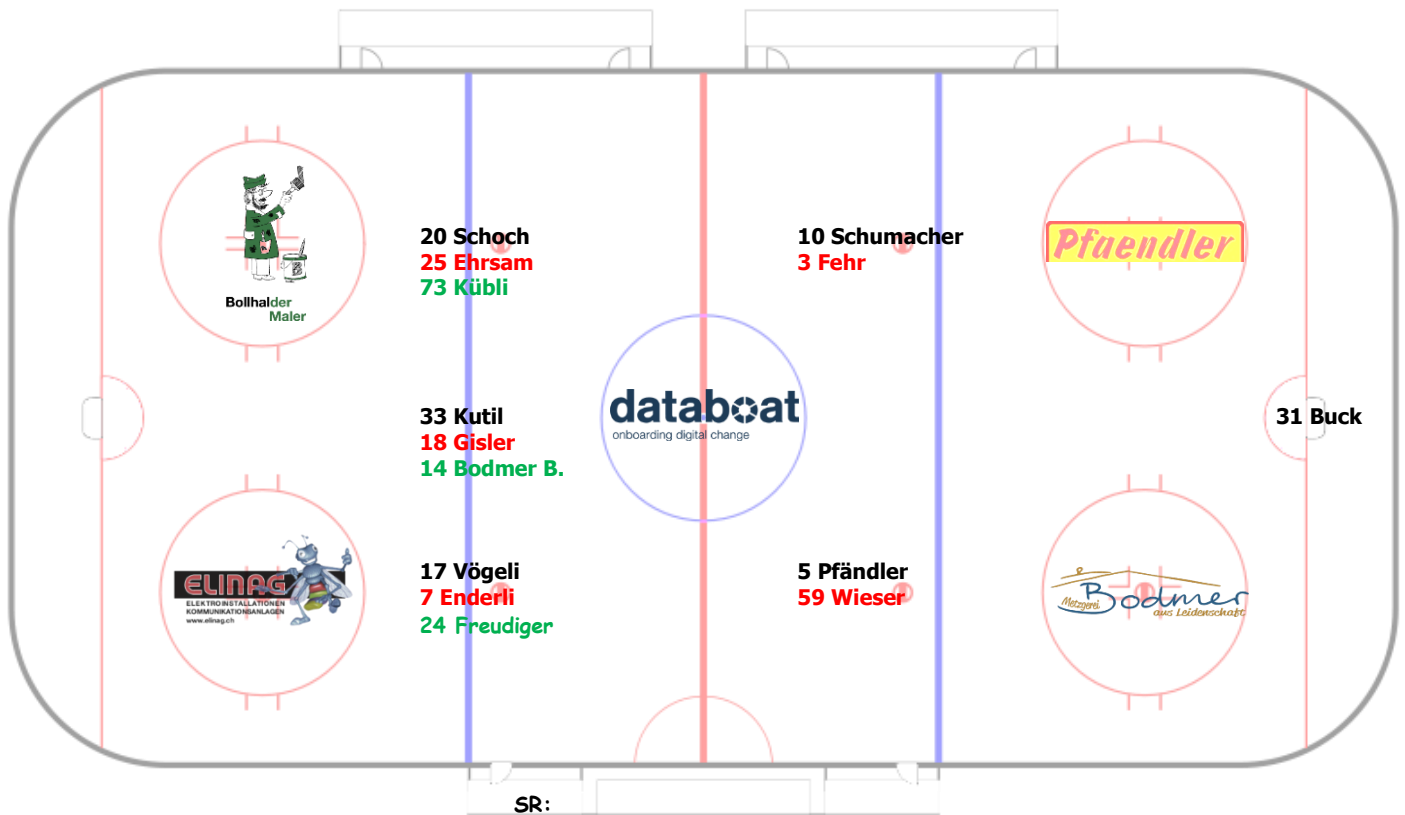 20 Schoch
25 Ehrsam
73 Kübli
10 Schumacher
3 Fehr
Pfaendler
Bollhalder
Maler
33 Kutil
18 Gisler
14 Bodmer B.
databoat
onboarding digital change
31 Buck
17 Vögeli
7 Enderli
24 Freudiger
5 Pfändler
59 Wieser
ELINAG
ELEKTROINSTALLATIONEN
KOMMUNIKATIONSANLAGEN
www.elinag.ch
Metzgerei
Bodmer
aus Leidenschaft
SR: